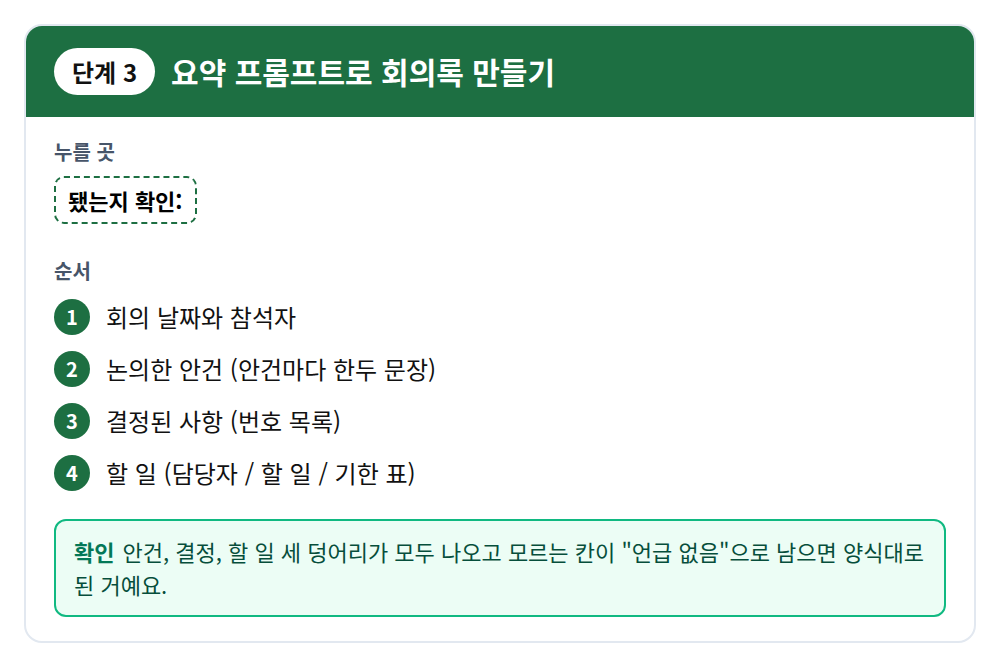 단계 3 요약 프롬프트로 회의록 만들기
누를 곳
됐는지 확인:
순서
1 회의 날짜와 참석자
2 논의한 안건 (안건마다 한두 문장)
3 결정된 사항 (번호 목록)
4 할 일 (담당자 / 할 일 / 기한 표)
확인 안건, 결정, 할 일 세 덩어리가 모두 나오고 모르는 칸이 "언급 없음"으로 남으면 양식대로
된 거예요.